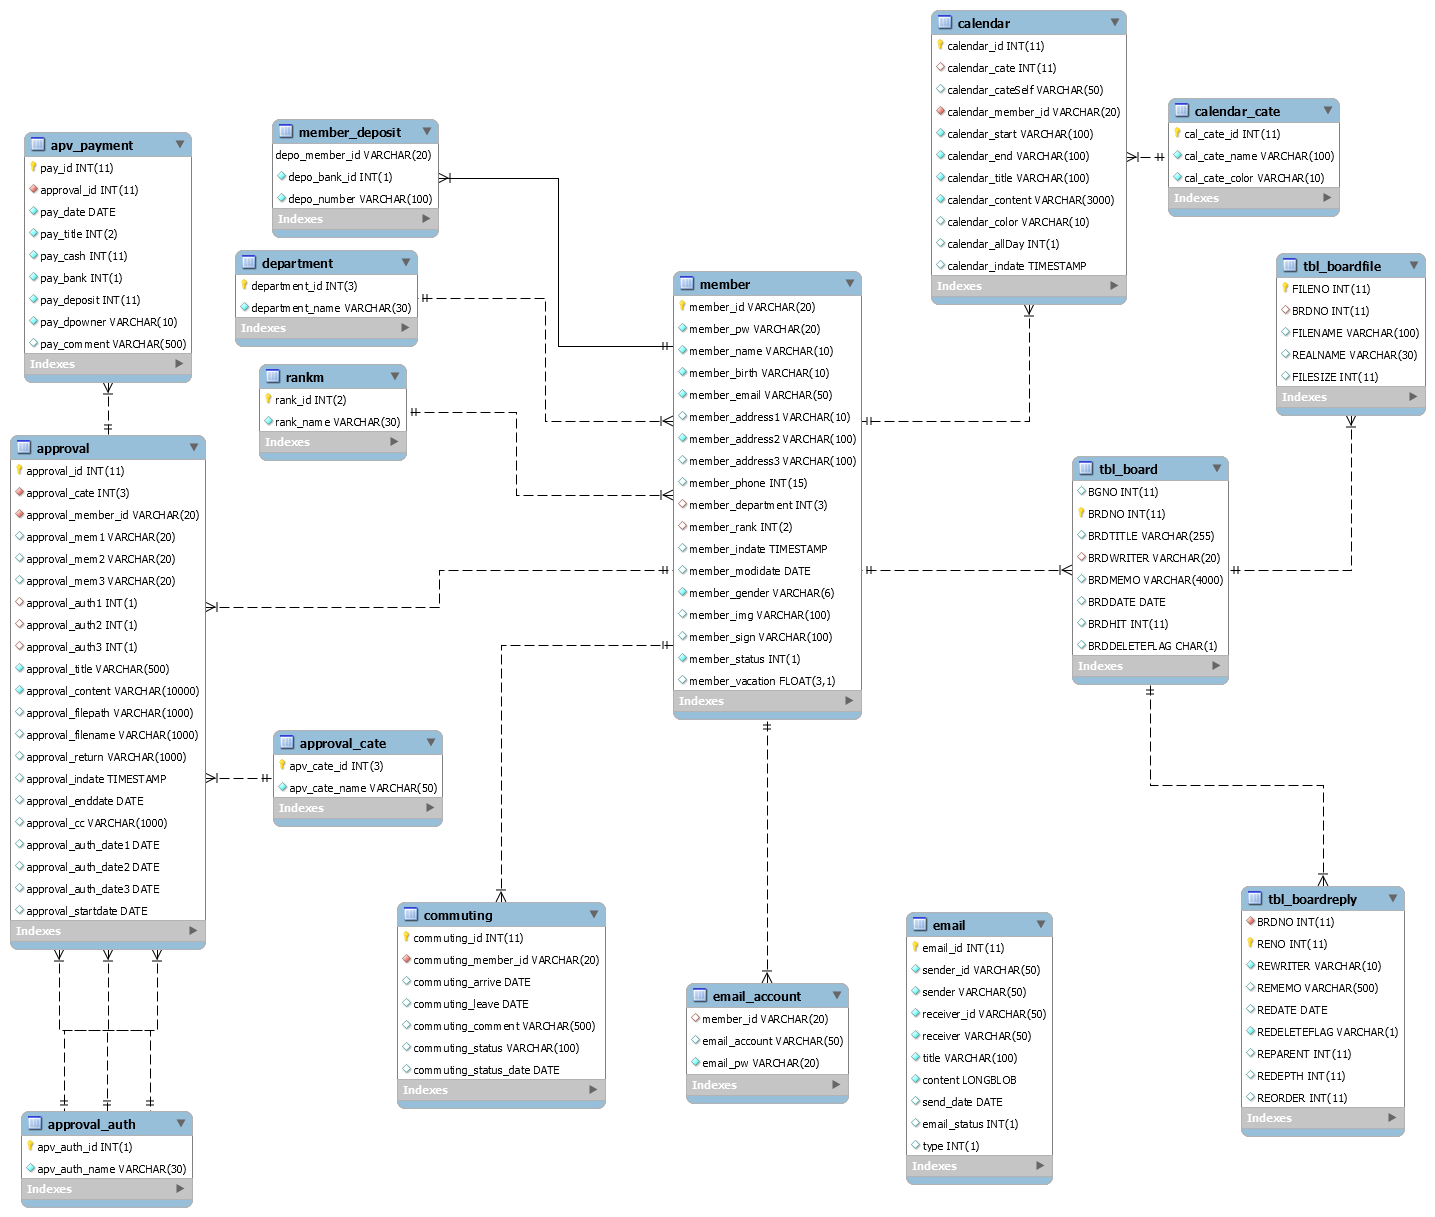 calendar
calendar_id INT(11)
calendar_cate INT(11)
calendar_cateSelf VARCHAR(50)
calendar_member_id VARCHAR(20)
calendar_start VARCHAR(100)
calendar_end VARCHAR(100)
calendar_title VARCHAR(100)
calendar_content VARCHAR(3000)
calendar_color VARCHAR(10)
calendar_allDay INT(1)
calendar_indate TIMESTAMP
Indexes
calendar_cate
cal_cate_id INT(11)
cal_cate_name VARCHAR(100)
cal_cate_color VARCHAR(10)
Indexes
member_deposit
depo_member_id VARCHAR(20)
depo_bank_id INT(1)
depo_number VARCHAR(100)
Indexes
apv_payment
pay_id INT(11)
approval_id INT(11)
pay_date DATE
pay_title INT(2)
pay_cash INT(11)
pay_bank INT(1)
pay_deposit INT(11)
pay_dpowner VARCHAR(10)
pay_comment VARCHAR(500)
Indexes
department
department_id INT(3)
department_name VARCHAR(30)
Indexes
rankm
rank_id INT(2)
rank_name VARCHAR(30)
Indexes
member
member_id VARCHAR(20)
member_pw VARCHAR(20)
member_name VARCHAR(10)
member_birth VARCHAR(10)
member_email VARCHAR(50)
member_address1 VARCHAR(10)
member_address2 VARCHAR(100)
member_address3 VARCHAR(100)
member_phone INT(15)
member_department INT(3)
member_rank INT(2)
member_indate TIMESTAMP
member_modidate DATE
member_gender VARCHAR(6)
member_img VARCHAR(100)
member_sign VARCHAR(100)
member_status INT(1)
member_vacation FLOAT(3,1)
Indexes
tbl_boardfile
FILENO INT(11)
BRDNO INT(11)
FILENAME VARCHAR(100)
REALNAME VARCHAR(30)
FILESIZE INT(11)
Indexes
approval
approval_id INT(11)
approval_cate INT(3)
approval_member_id VARCHAR(20)
approval_mem1 VARCHAR(20)
approval_mem2 VARCHAR(20)
approval_mem3 VARCHAR(20)
approval_auth1 INT(1)
approval_auth2 INT(1)
approval_auth3 INT(1)
approval_title VARCHAR(500)
approval_content VARCHAR(10000)
approval_filepath VARCHAR(1000)
approval_filename VARCHAR(1000)
approval_return VARCHAR(1000)
approval_indate TIMESTAMP
approval_enddate DATE
approval_cc VARCHAR(1000)
approval_auth_date1 DATE
approval_auth_date2 DATE
approval_auth_date3 DATE
approval_startdate DATE
Indexes
tbl_board
BGNO INT(11)
BRDNO INT(11)
BRDTITLE VARCHAR(255)
BRDWRITER VARCHAR(20)
BRDMEMO VARCHAR(4000)
BRDDATE DATE
BRDHIT INT(11)
BRDDELETEFLAG CHAR(1)
Indexes
approval_cate
apv_cate_id INT(3)
apv_cate_name VARCHAR(50)
Indexes
commuting
commuting_id INT(11)
commuting_member_id VARCHAR(20)
commuting_arrive DATE
commuting_leave DATE
commuting_comment VARCHAR(500)
commuting_status VARCHAR(100)
commuting_status_date DATE
Indexes
email_account
member_id VARCHAR(20)
email_account VARCHAR(50)
email_pw VARCHAR(20)
Indexes
email
email_id INT(11)
sender_id VARCHAR(50)
sender VARCHAR(50)
receiver_id VARCHAR(50)
receiver VARCHAR(50)
title VARCHAR(100)
content LONGBLOB
send_date DATE
email_status INT(1)
type INT(1)
Indexes
tbl_boardreply
BRDNO INT(11)
RENO INT(11)
REWRITER VARCHAR(10)
REMEMO VARCHAR(500)
REDATE DATE
REDELETEFLAG VARCHAR(1)
REPARENT INT(11)
REDEPTH INT(11)
REORDER INT(11)
Indexes
approval_auth
apv_auth_id INT(1)
apv_auth_name VARCHAR(30)
Indexes